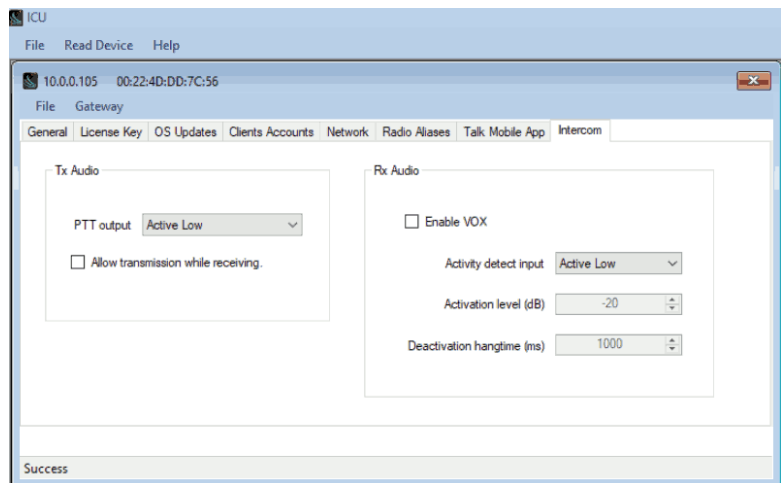 ICU
File Read Device Help
10.0.0.105 00:22:4D:DD:7C:56
File Gateway
General License Key OS Updates Clients Accounts Network Radio Aliases Talk Mobile App Intercom
Tx Audio
PTT output Active Low
Allow transmission while receiving.
Rx Audio
Enable VOX
Activity detect input Active Low
Activation level (dB) -20
Deactivation hangtime (ms) 1000
Success